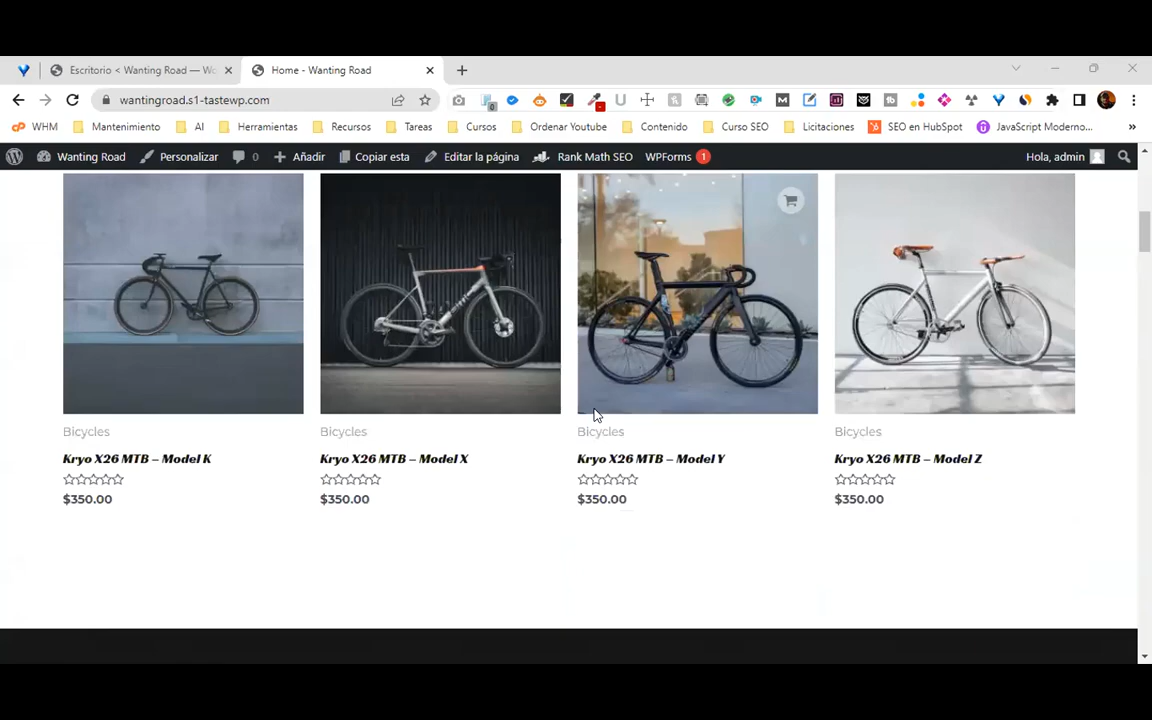 Escritorio < Wanting Road — Wo
Home - Wanting Road
wantingroad.s1-tastewp.com
WHM
Mantenimiento
AI
Herramientas
Recursos
Tareas
Cursos
Ordenar Youtube
Contenido
Curso SEO
Licitaciones
SEO en HubSpot
JavaScript Moderno...
Wanting Road
Personalizar
0
Añadir
Copiar esta
Editar la página
Rank Math SEO
WPForms 1
Hola, admin
Bicycles
Kryo X26 MTB – Model K
$350.00
Bicycles
Kryo X26 MTB – Model X
$350.00
Bicycles
Kryo X26 MTB – Model Y
$350.00
Bicycles
Kryo X26 MTB – Model Z
$350.00